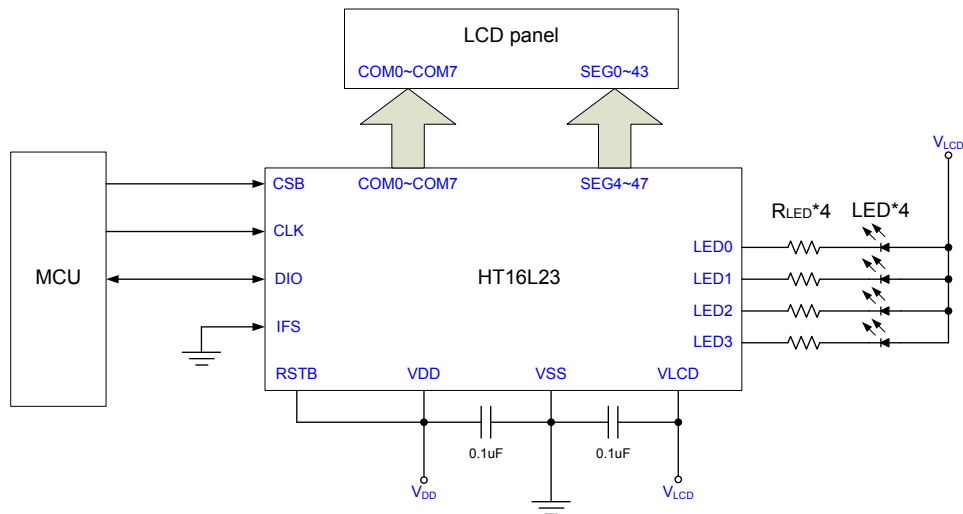 LCD panel
COM0~COM7 SEG0~43
VLCD
CSB COM0~COM7 SEG4~47
RLED*4 LED*4
CLK
LED0
MCU DIO HT16L23 LED1
LED2
IFS
LED3
RSTB VDD VSS VLCD
0.1uF 0.1uF
VDD VLCD